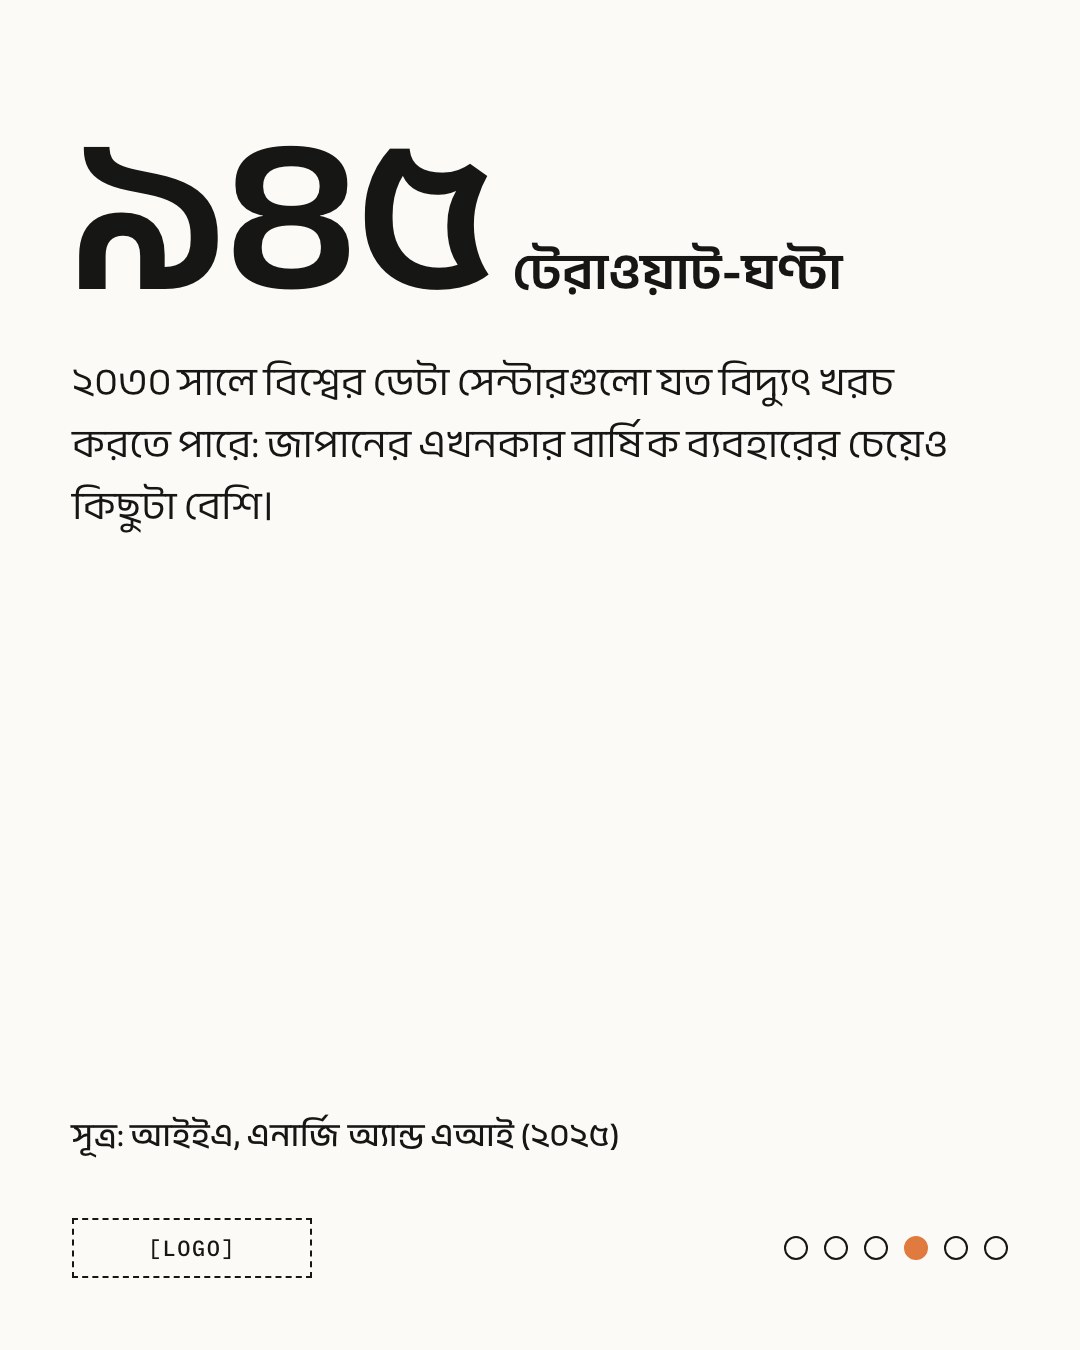 ৯৪৫ টেরাওয়াট-ঘণ্টা
২০৩০ সালে বিশ্বের ডেটা সেন্টারগুলো যত বিদ্যুৎ খরচ
করতে পারে: জাপানের এখনকার বার্ষিক ব্যবহারের চেয়েও
কিছুটা বেশি।
সূত্র: আইইএ, এনার্জি অ্যান্ড এআই (২০২৫)
[LOGO]